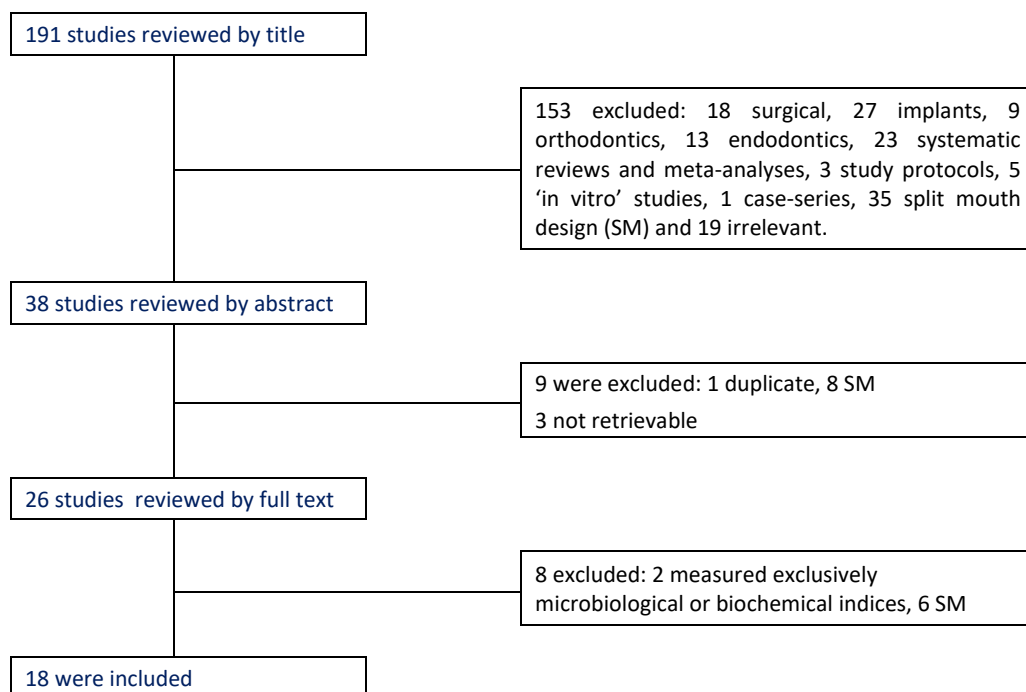 191 studies reviewed by title
153 excluded: 18 surgical, 27 implants, 9
orthodontics, 13 endodontics, 23 systematic
reviews and meta-analyses, 3 study protocols, 5
‘in vitro’ studies, 1 case-series, 35 split mouth
design (SM) and 19 irrelevant.
38 studies reviewed by abstract
9 were excluded: 1 duplicate, 8 SM
3 not retrievable
26 studies  reviewed by full text
8 excluded: 2 measured exclusively
microbiological or biochemical indices, 6 SM
18 were included